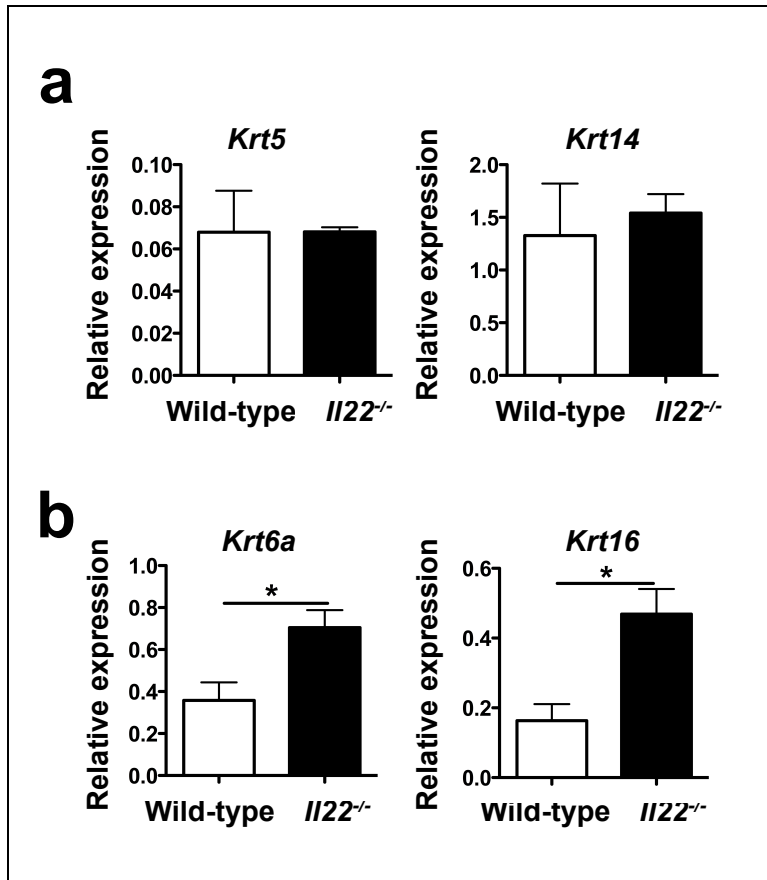 a
Krt5
Krt14
Relative expression
0.10
0.08
0.06
0.04
0.02
0.00
Wild-type Il22-/-
Relative expression
2.0
1.5
1.0
0.5
0.0
Wild-type Il22-/-
b
Krt6a
Krt16
Relative expression
1.0
0.8
0.6
0.4
0.2
0.0
*
Wild-type Il22-/-
Relative expression
0.6
0.4
0.2
0.0
*
Wild-type Il22-/-